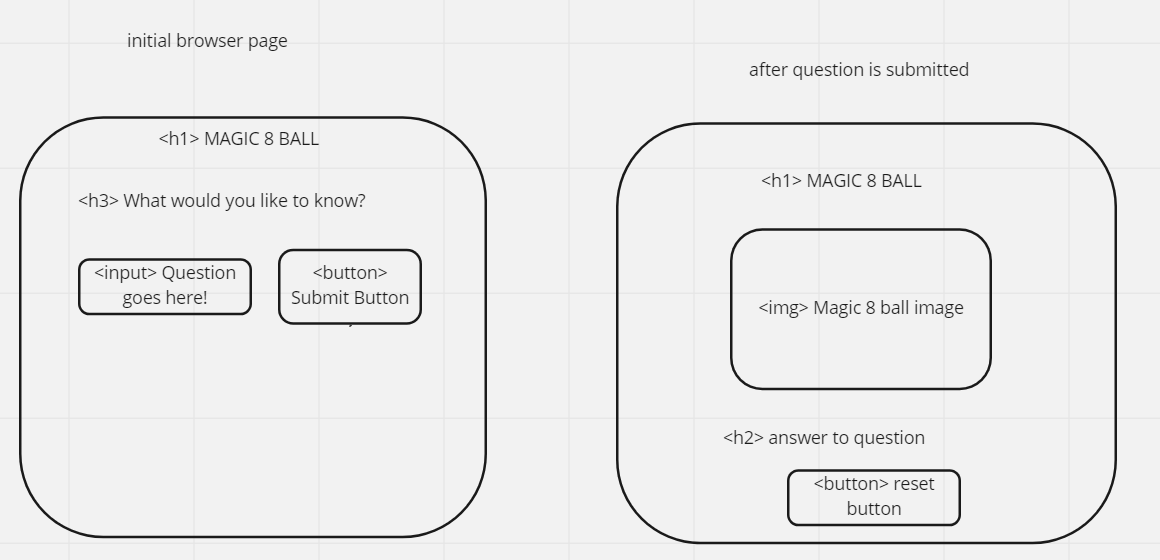 initial browser page
<h1> MAGIC 8 BALL
<h3> What would you like to know?
<input> Question
goes here!
<button>
Submit Button
after question is submitted
<h1> MAGIC 8 BALL
<img> Magic 8 ball image
<h2> answer to question
<button> reset
button